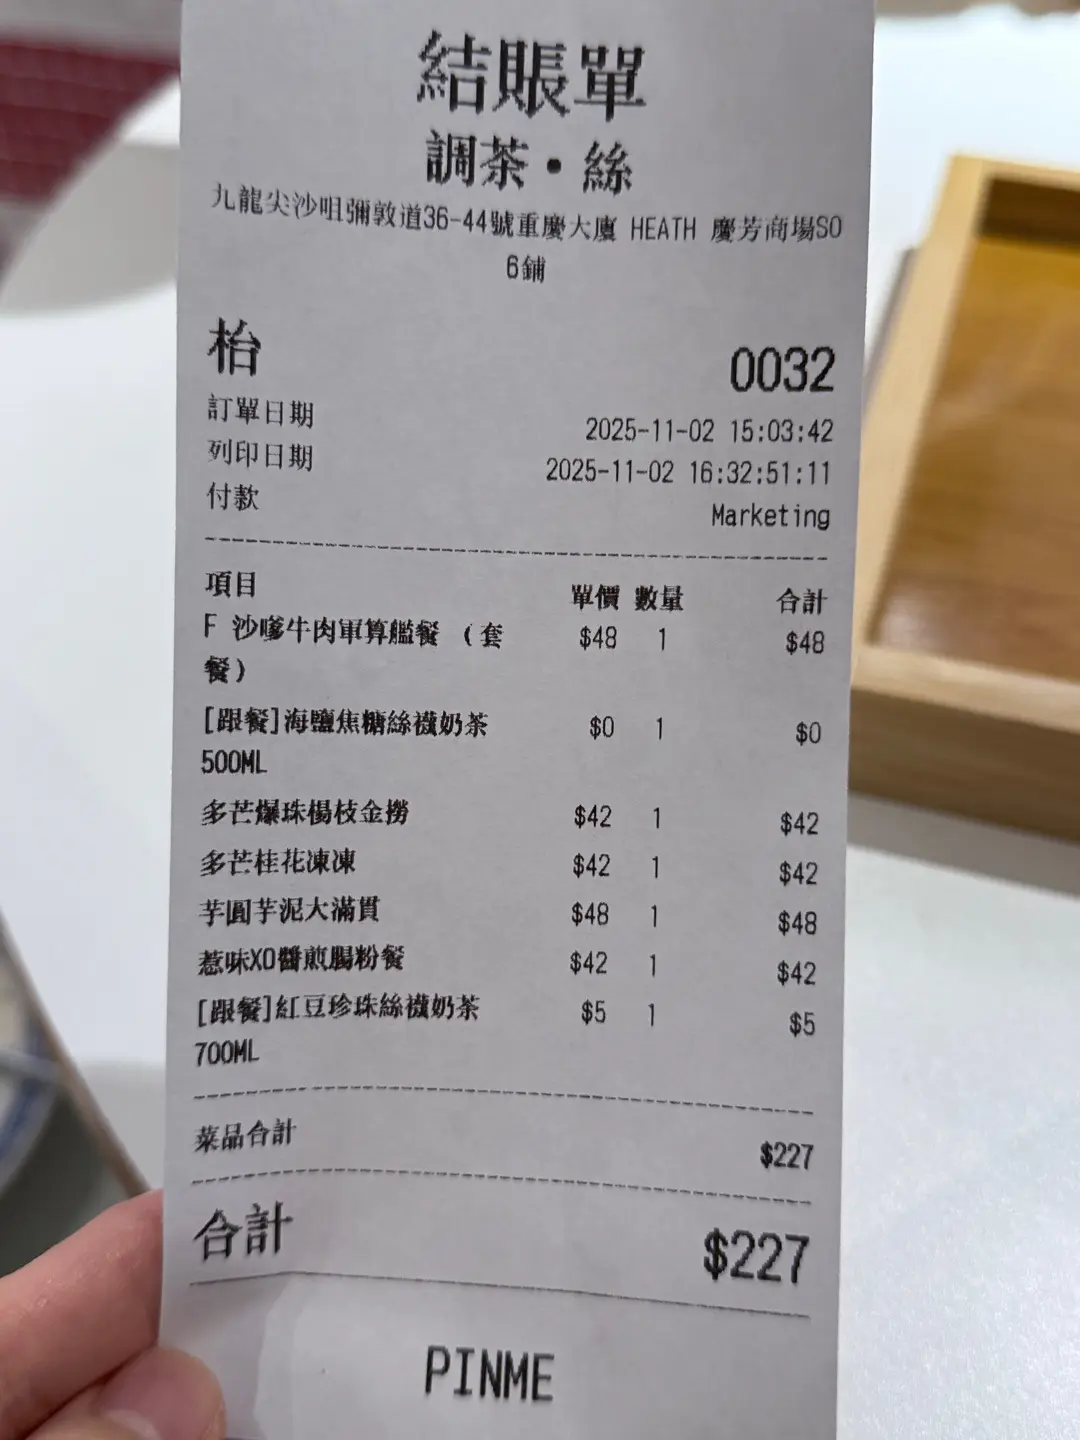 結賬單
調茶·絲
九龍尖沙咀彌敦道36-44號重慶大廈 HEATH 慶芳商場SO
6鋪
枱 0032
訂單日期 2025-11-02 15:03:42
列印日期 2025-11-02 16:32:51:11
付款 Marketing
項目 單價 數量 合計
F 沙嗲牛肉軍算艦餐 （套 $48 1 $48
餐）
[跟餐]海鹽焦糖絲襪奶茶 $0 1 $0
500ML
多芒爆珠楊枝金撈 $42 1 $42
多芒桂花凍凍 $42 1 $42
芋圓芋泥大滿貫 $48 1 $48
惹味XO醬煎腸粉餐 $42 1 $42
[跟餐]紅豆珍珠絲襪奶茶 $5 1 $5
700ML
菜品合計 $227
合計 $227
PINME